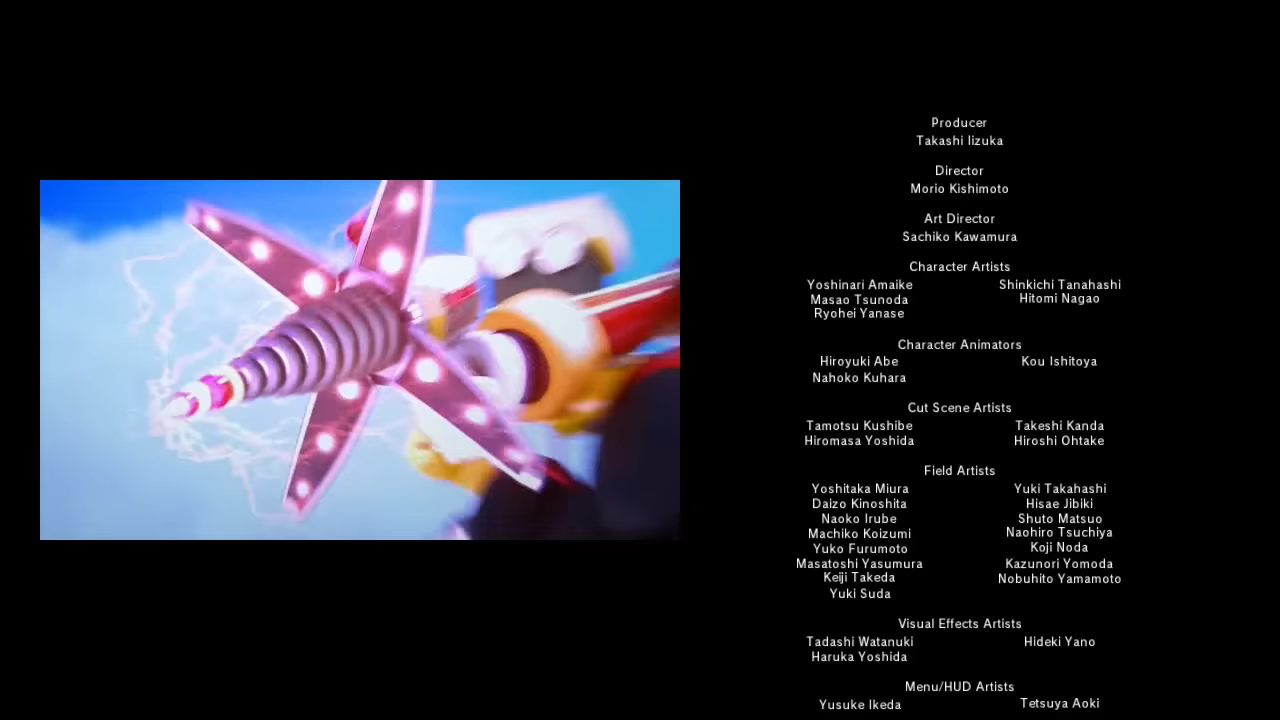 Producer
Takashi Iizuka
Director
Morio Kishimoto
Art Director
Sachiko Kawamura
Character Artists
Yoshinari Amaike Shinkichi Tanahashi
Masao Tsunoda Hitomi Nagao
Ryohei Yanase
Character Animators
Hiroyuki Abe Kou Ishitoya
Nahoko Kuhara
Cut Scene Artists
Tamotsu Kushibe Takeshi Kanda
Hiromasa Yoshida Hiroshi Ohtake
Field Artists
Yoshitaka Miura Yuki Takahashi
Daizo Kinoshita Hisae Jibiki
Naoko Irube Shuto Matsuo
Machiko Koizumi Naohiro Tsuchiya
Yuko Furumoto Koji Noda
Masatoshi Yasumura Kazunori Yomoda
Keiji Takeda Nobuhito Yamamoto
Yuki Suda
Visual Effects Artists
Tadashi Watanuki Hideki Yano
Haruka Yoshida
Menu/HUD Artists
Yusuke Ikeda Tetsuya Aoki